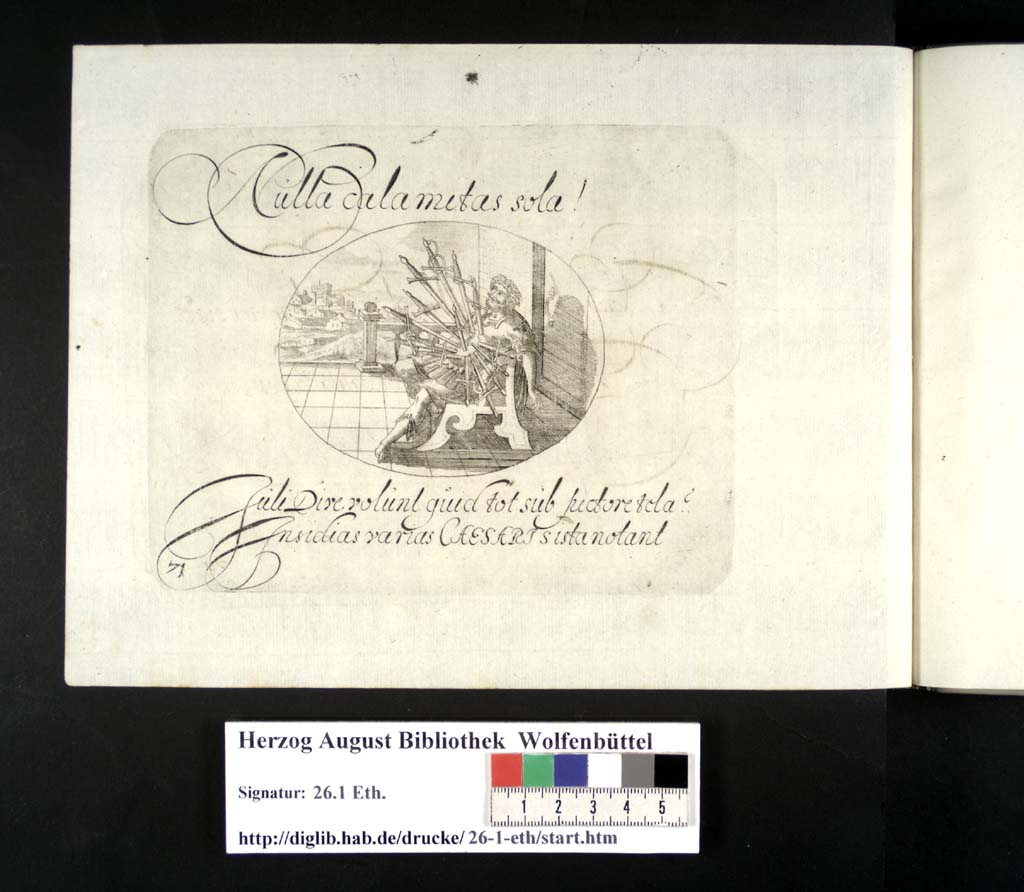 Nulla calamitas sola!
Juli Dire volunt quid tot sub pectore tela?
Insidias varias CAESARIS ista notant
71
Herzog August Bibliothek Wolfenbüttel
Signatur: 26.1 Eth.
1 2 3 4 5
http://diglib.hab.de/drucke/ 26-1-eth/start.htm